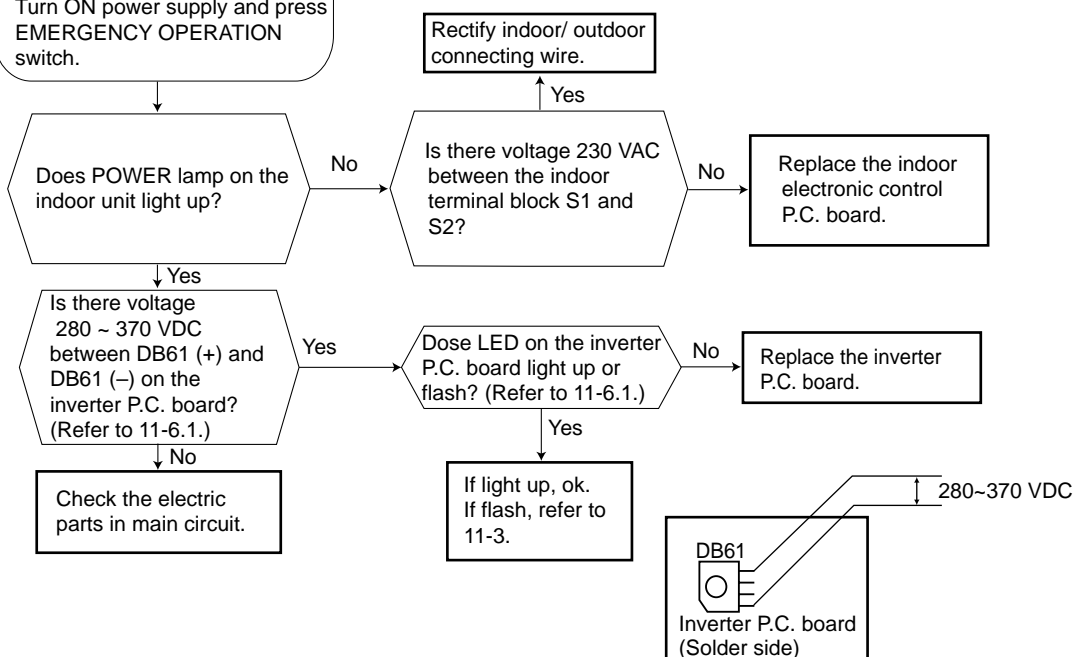 Turn ON power supply and press
EMERGENCY OPERATION
switch.
Rectify indoor/ outdoor
connecting wire.
Yes
Does POWER lamp on the
indoor unit light up?
No
Is there voltage 230 VAC
between the indoor
terminal block S1 and
S2?
No
Replace the indoor
electronic control
P.C. board.
Yes
Is there voltage
280 ~ 370 VDC
between DB61 (+) and
DB61 (–) on the
inverter P.C. board?
(Refer to 11-6.1.)
Yes
Dose LED on the inverter
P.C. board light up or
flash? (Refer to 11-6.1.)
No
Replace the inverter
P.C. board.
No
Yes
Check the electric
parts in main circuit.
If light up, ok.
If flash, refer to
11-3.
280~370 VDC
DB61
Inverter P.C. board
(Solder side)